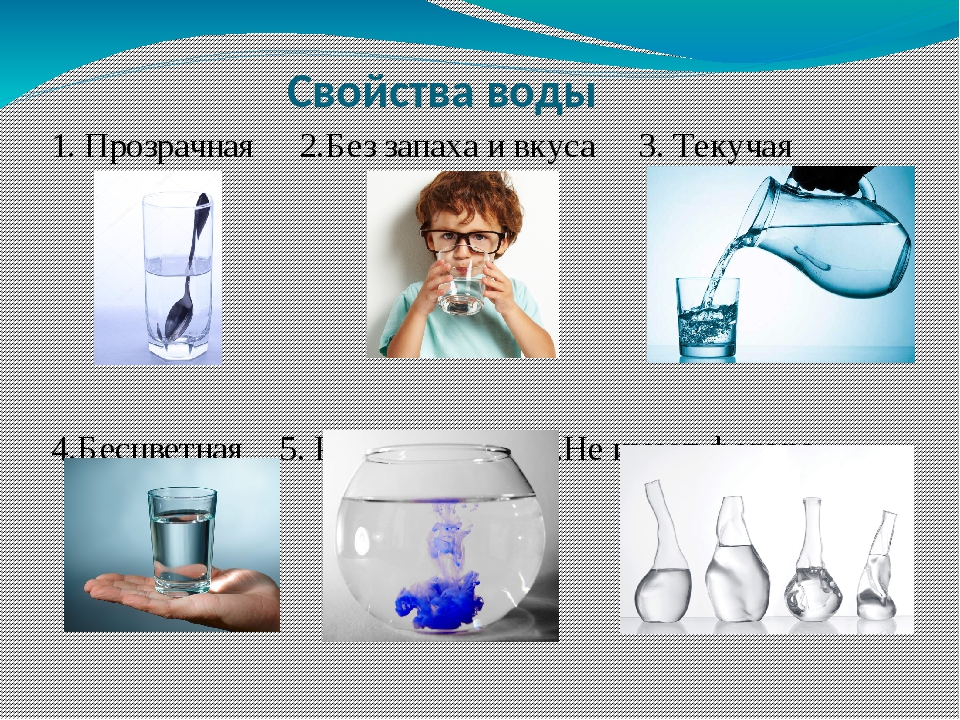 Свойства воды
1. Прозрачная 2.Без запаха и вкуса 3. Текучая
4.Бесцветная 5. .Не